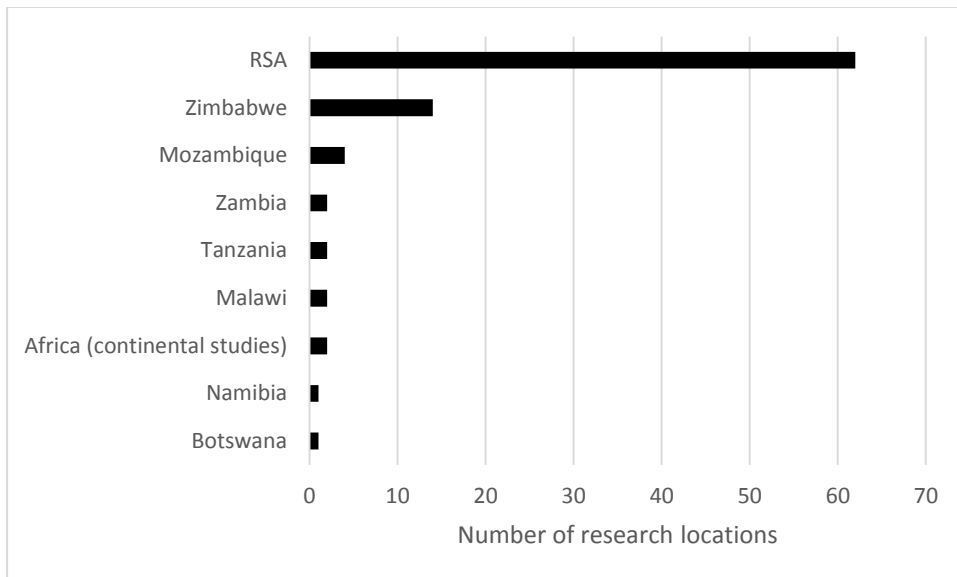 RSA
Zimbabwe
Mozambique
Zambia
Tanzania
Malawi
Africa (continental studies)
Namibia
Botswana
0 10 20 30 40 50 60 70
Number of research locations